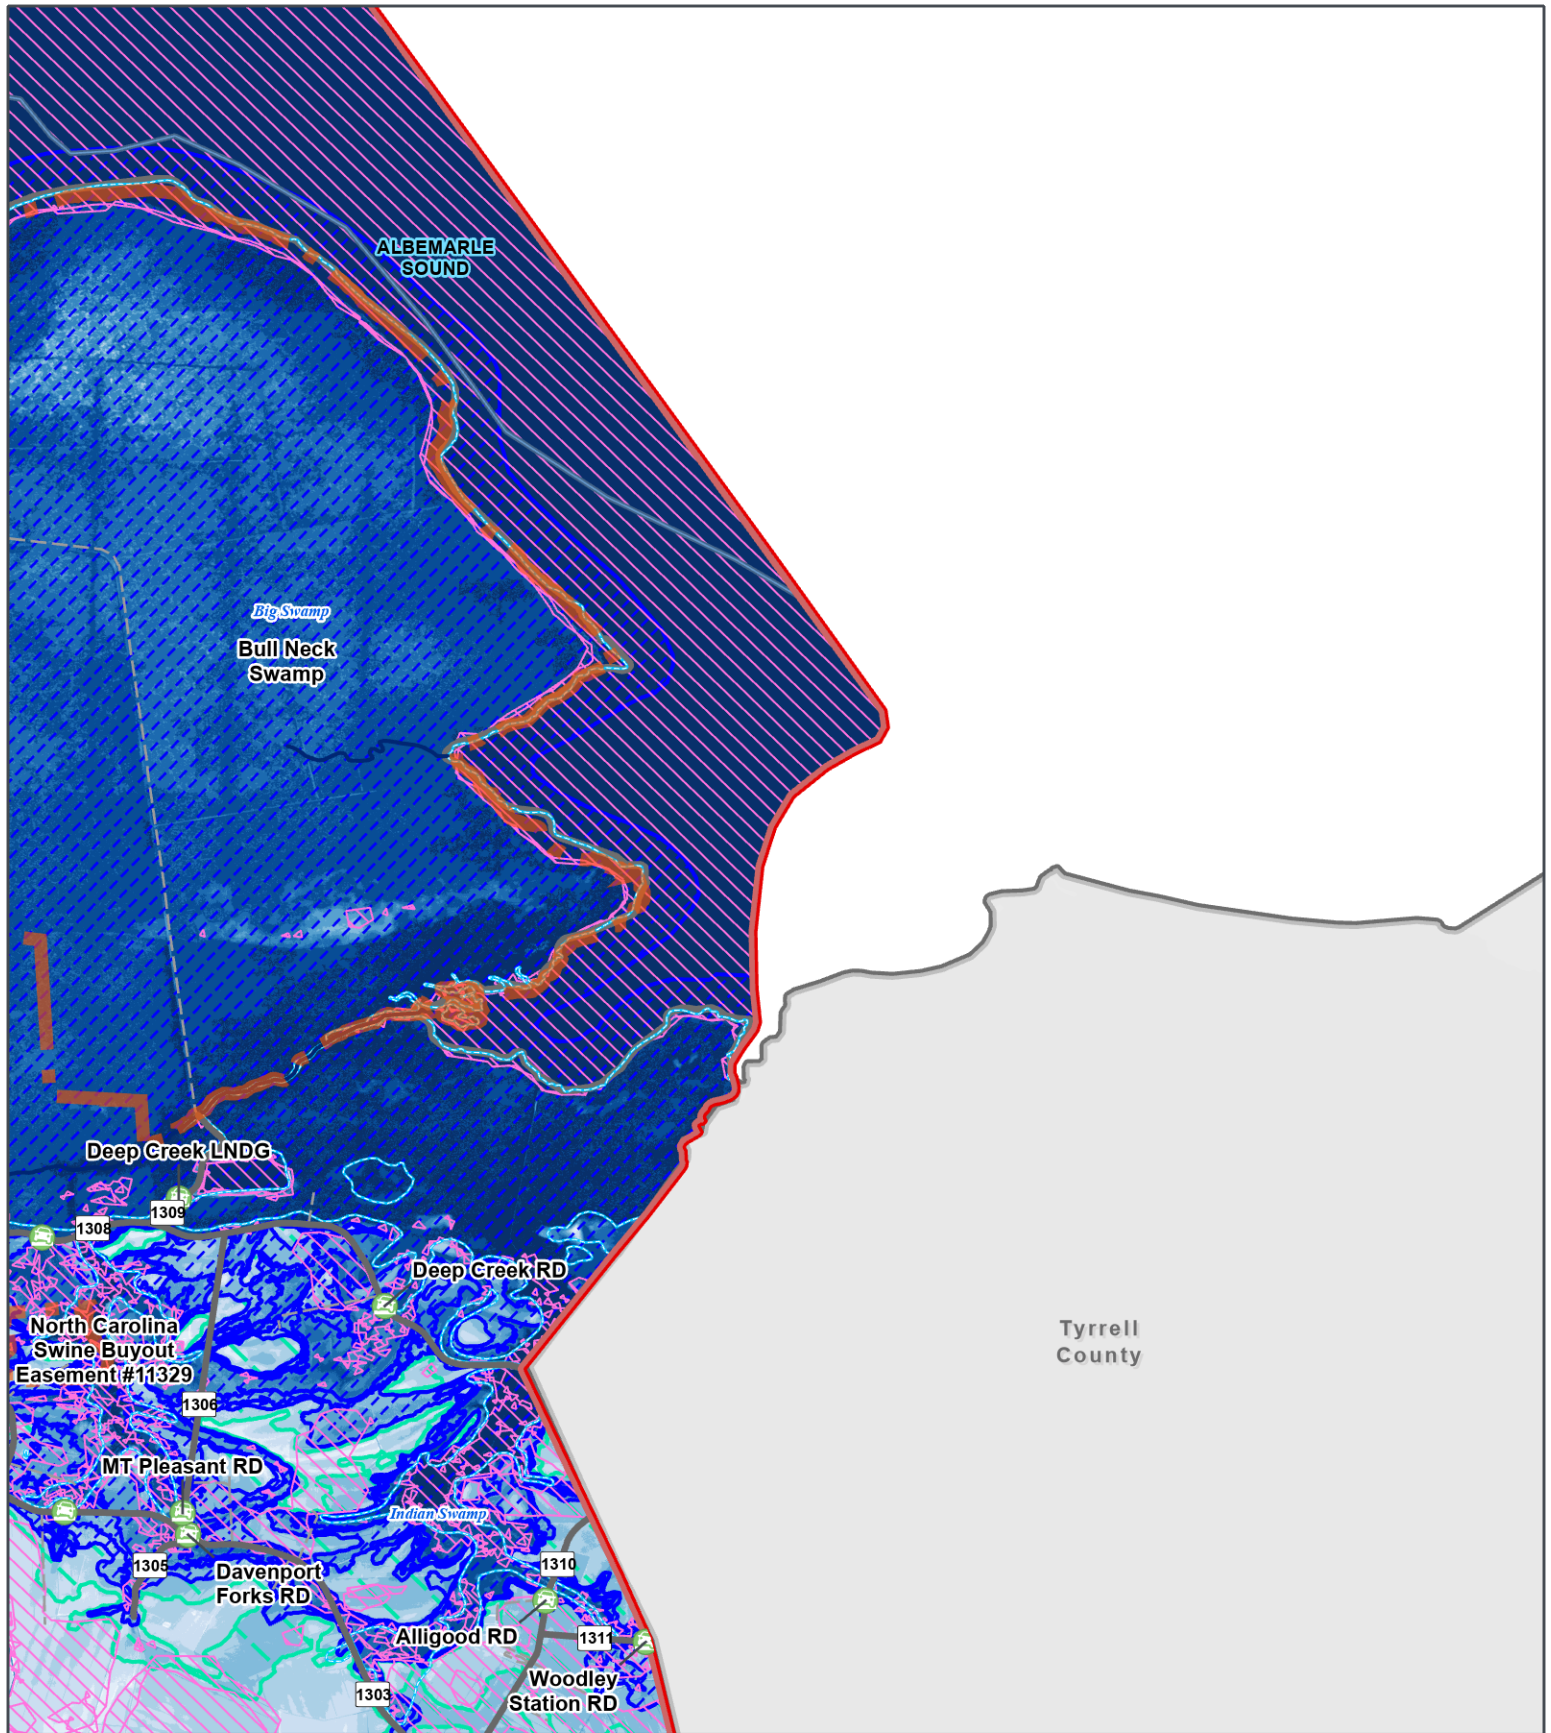 ALBEMARLE
SOUND
Big Swamp
Bull Neck
Swamp
Deep Creek LNDG
1309
1308
Deep Creek RD
North Carolina
Swine Buyout
Easement #11329
Tyrrell
County
1306
MT Pleasant RD
Indian Swamp
1305
Davenport
Forks RD
1310
Alligood RD
1311
Woodley
Station RD
1303